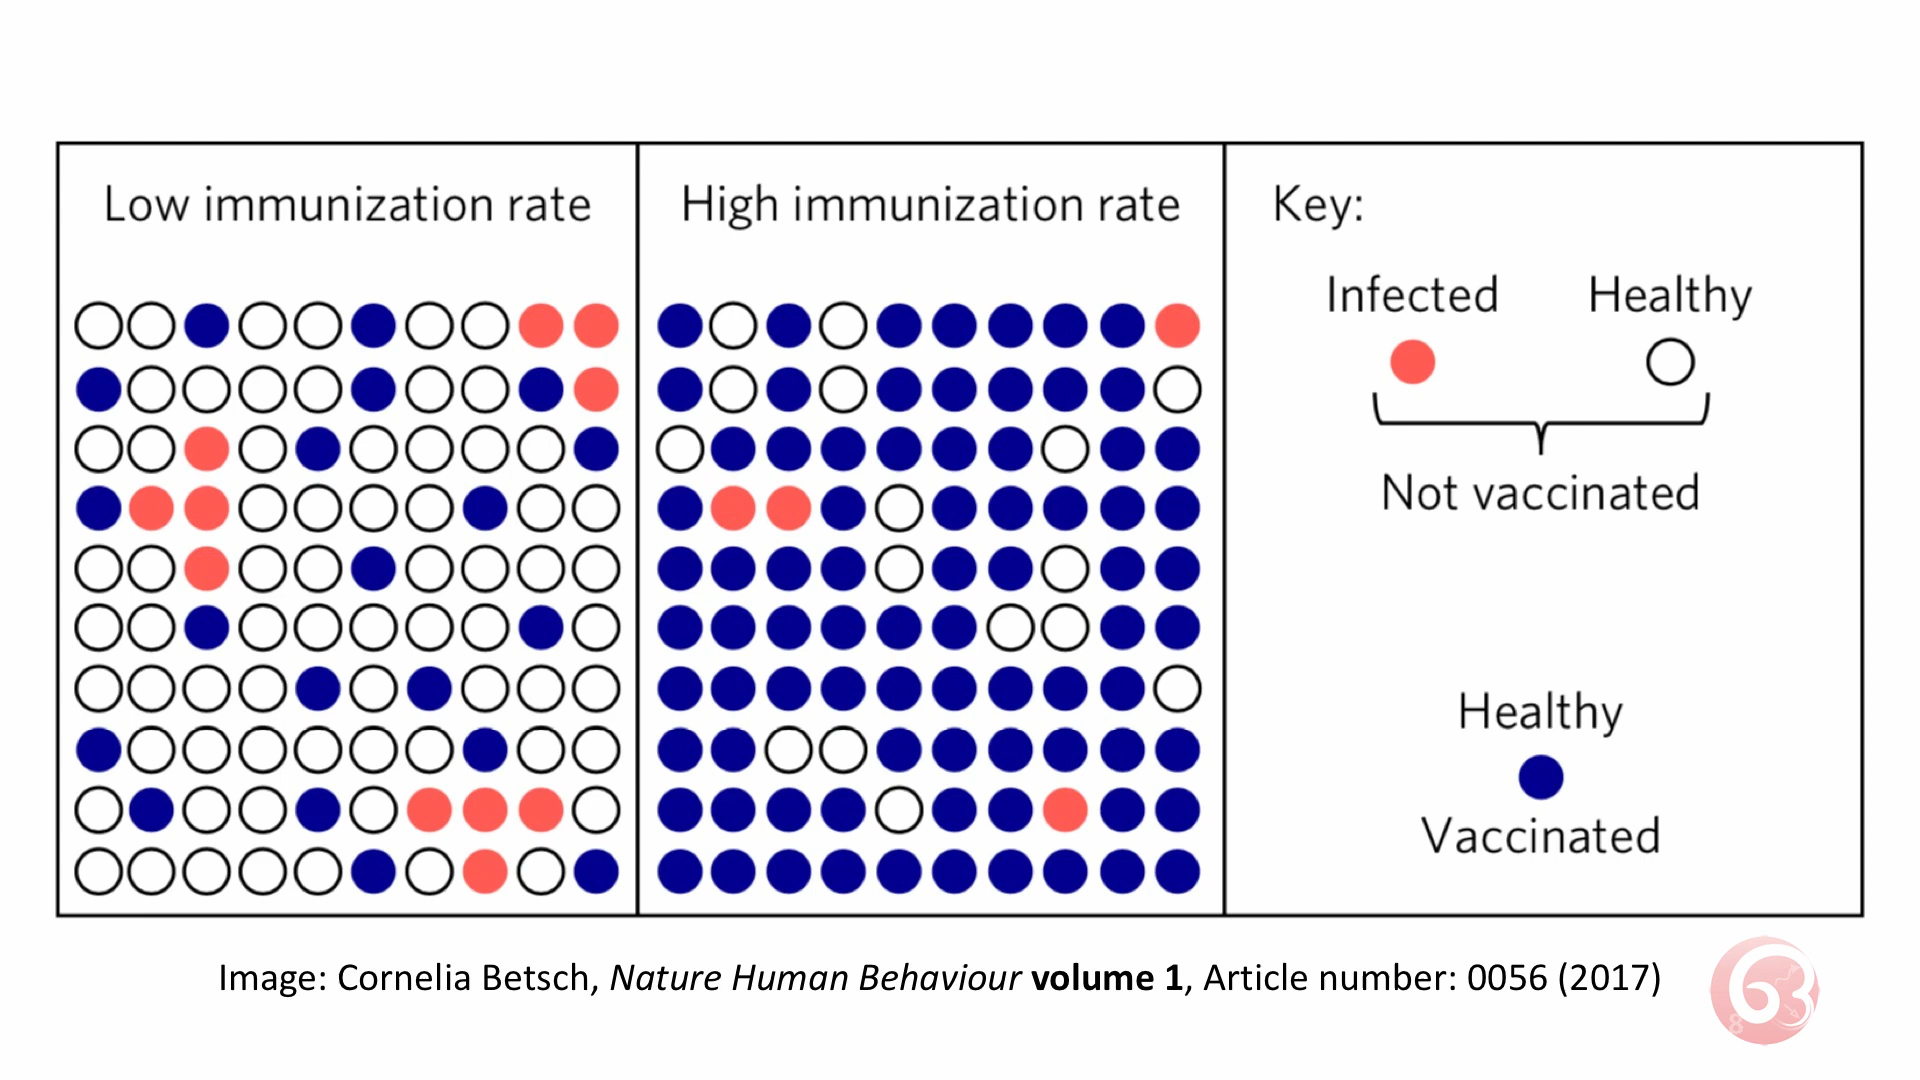 Low immunization rate
High immunization rate
Key:
Infected
Healthy
Not vaccinated
Healthy
Vaccinated
Image: Cornelia Betsch, Nature Human Behaviour volume 1, Article number: 0056 (2017)
63